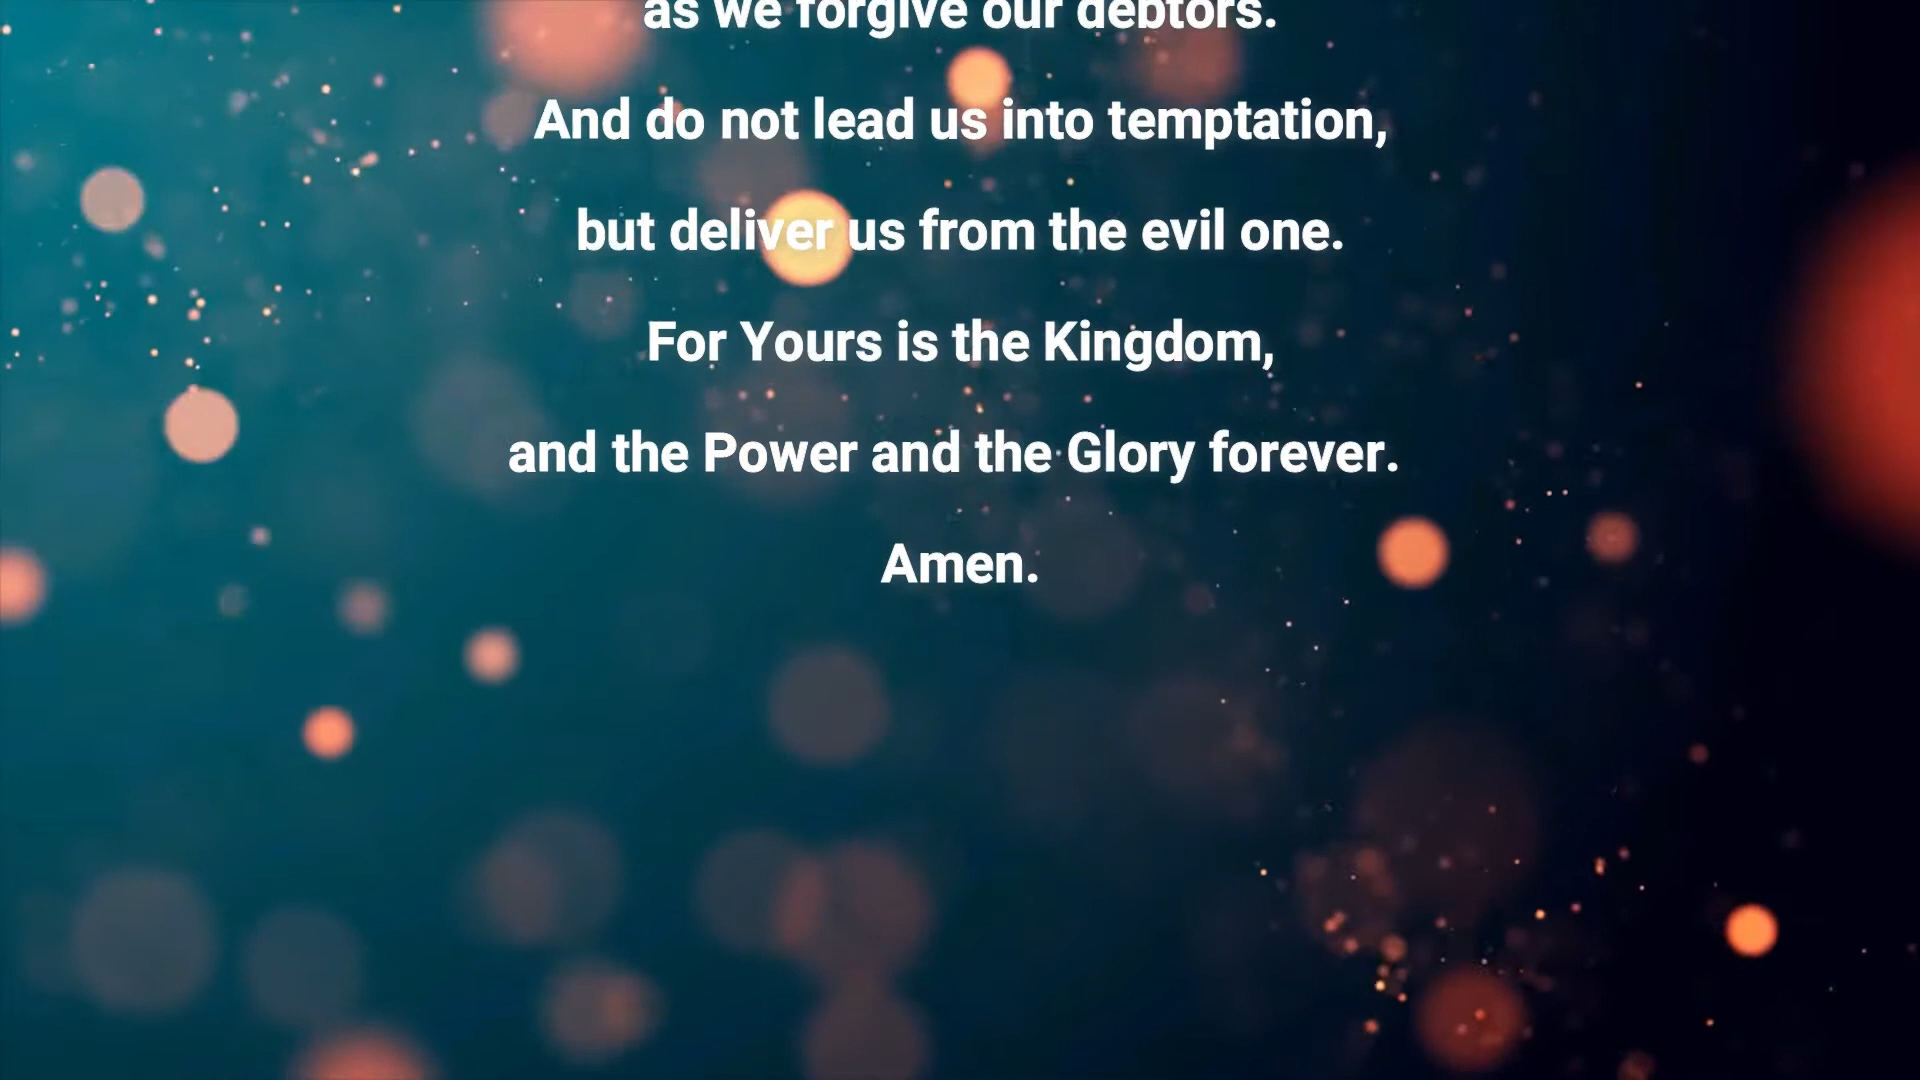 as we forgive our debtors.
And do not lead us into temptation,
but deliver us from the evil one.
For Yours is the Kingdom,
and the Power and the Glory forever.
Amen.